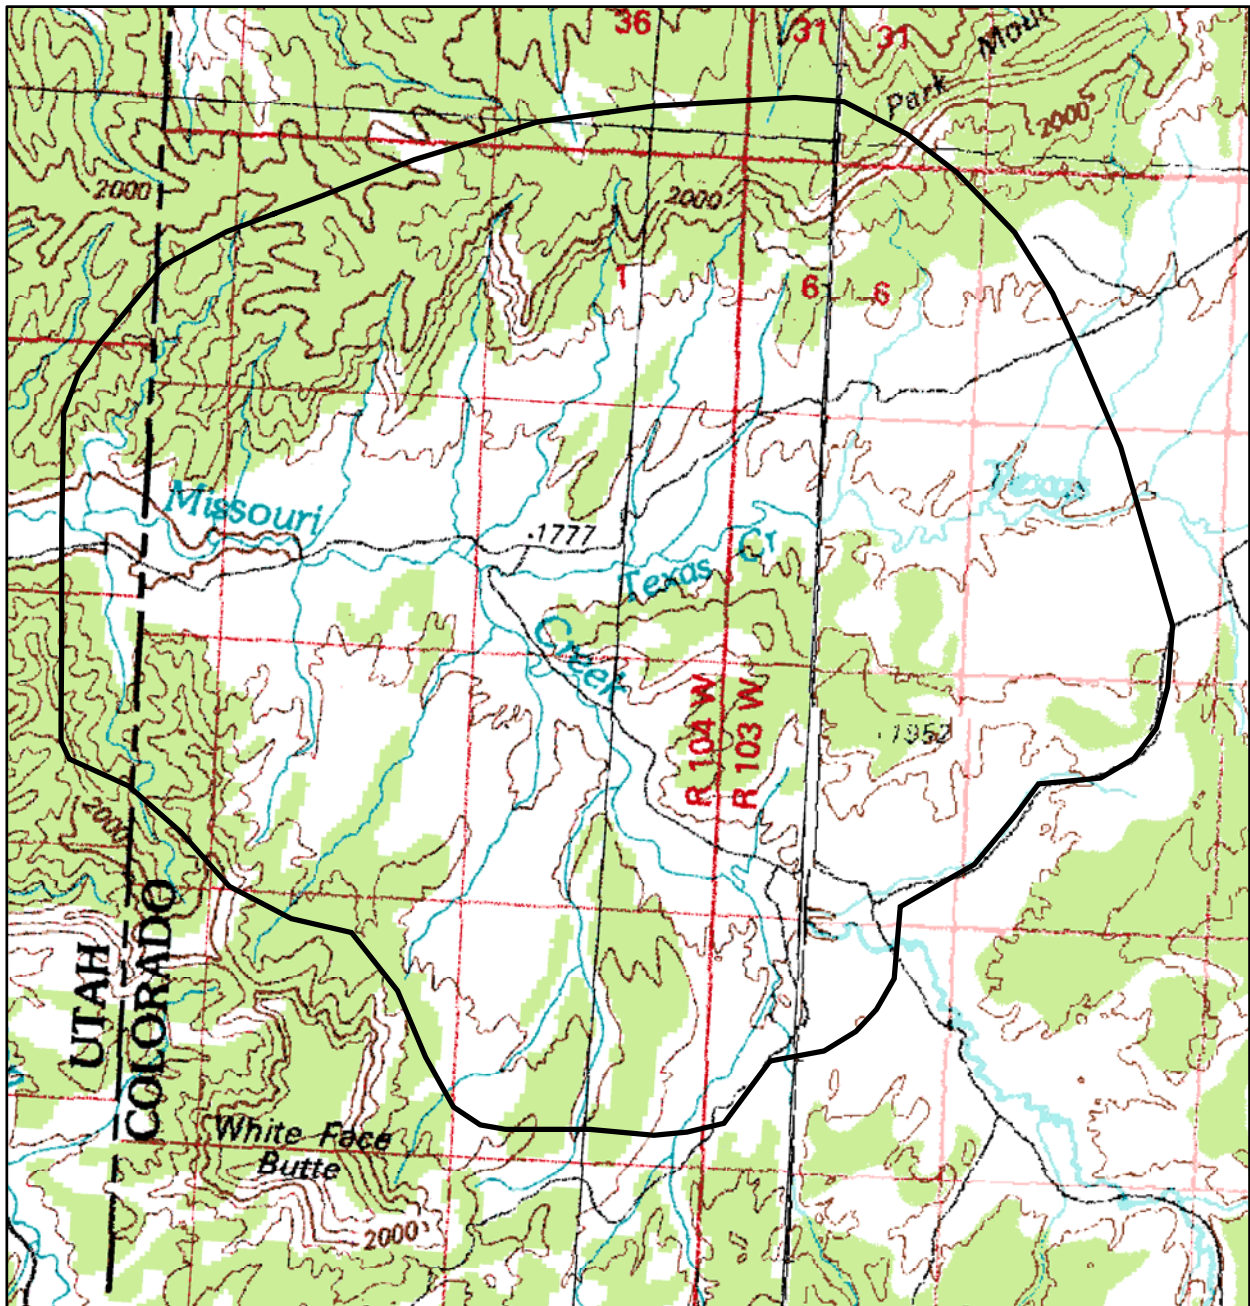 36
31
31
Park
Moun
2000
2000
2000
1
6
6
Missouri
Texas
.1777
Texas Cr
Creek
R 104 W
R 103 W
.1952
2000
UTAH
COLORADO
White Face
Butte
2000